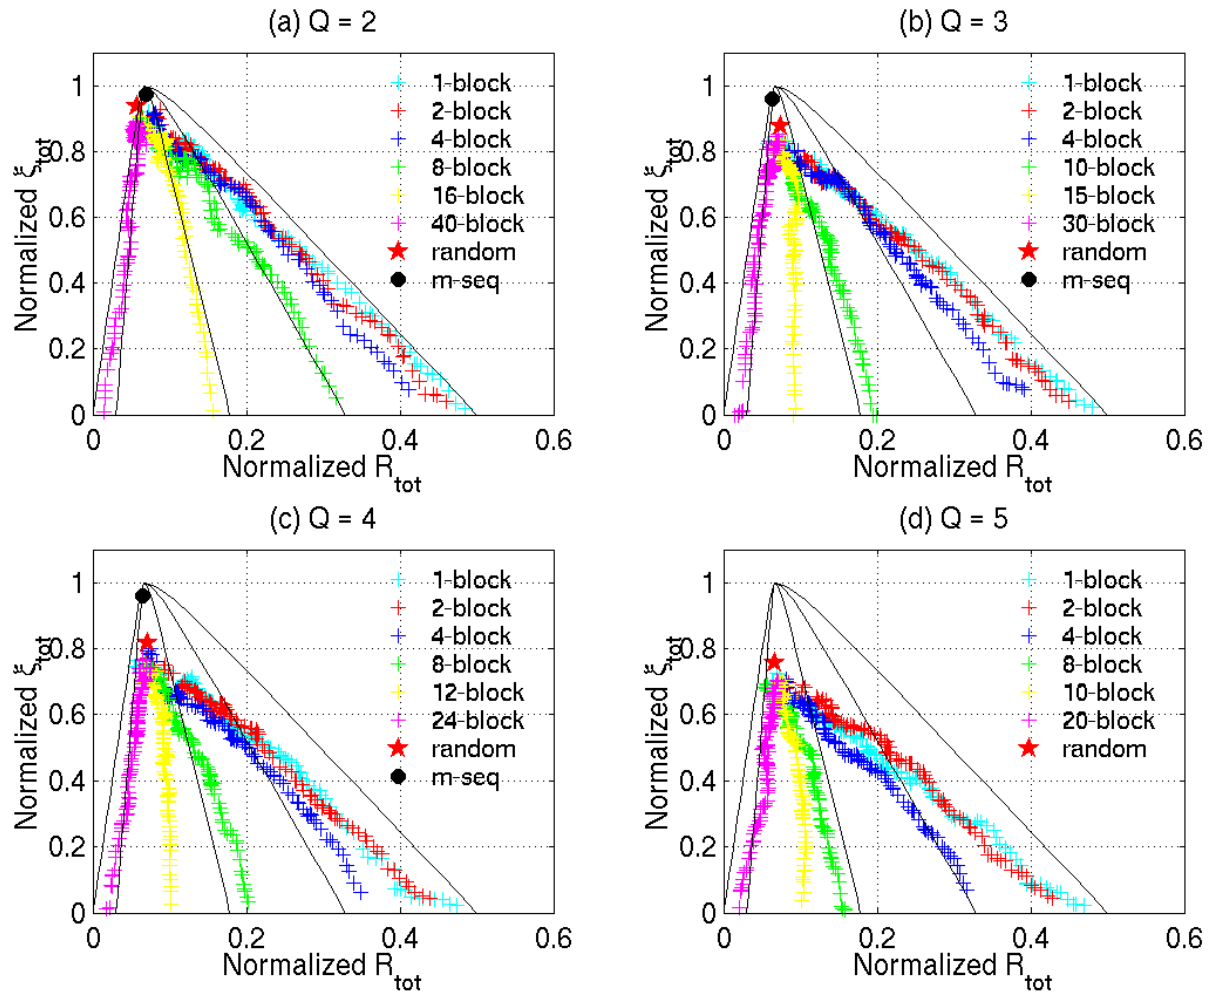 (a) Q = 2
Normalized ξtot
1
0.8
0.6
0.4
0.2
0
0 0.2 0.4 0.6
Normalized Rtot
1-block
2-block
4-block
8-block
16-block
40-block
random
m-seq
(b) Q = 3
Normalized ξtot
1
0.8
0.6
0.4
0.2
0
0 0.2 0.4 0.6
Normalized Rtot
1-block
2-block
4-block
10-block
15-block
30-block
random
m-seq
(c) Q = 4
Normalized ξtot
1
0.8
0.6
0.4
0.2
0
0 0.2 0.4 0.6
Normalized Rtot
1-block
2-block
4-block
8-block
12-block
24-block
random
m-seq
(d) Q = 5
Normalized ξtot
1
0.8
0.6
0.4
0.2
0
0 0.2 0.4 0.6
Normalized Rtot
1-block
2-block
4-block
8-block
10-block
20-block
random